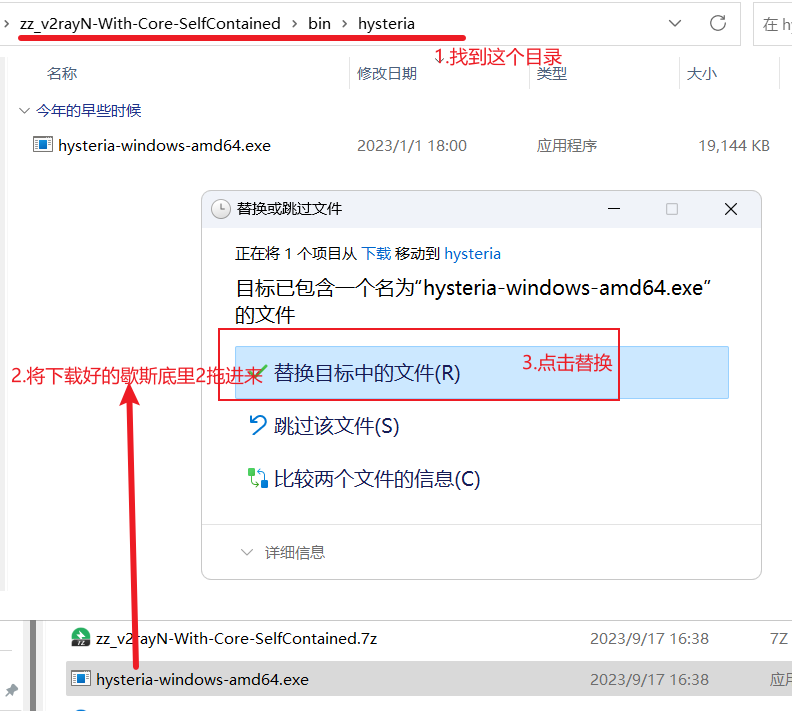 zz_v2rayN-With-Core-SelfContained > bin > hysteria
在 hy
1.找到这个目录
名称 修改日期 类型 大小
今年的早些时候
hysteria-windows-amd64.exe 2023/1/1 18:00 应用程序 19,144 KB
替换或跳过文件
正在将 1 个项目从 下载 移动到 hysteria
目标已包含一个名为“hysteria-windows-amd64.exe”
的文件
2.将下载好的歇斯底里2拖进来
替换目标中的文件(R)
3.点击替换
跳过该文件(S)
比较两个文件的信息(C)
详细信息
zz_v2rayN-With-Core-SelfContained.7z 2023/9/17 16:38 7Z
hysteria-windows-amd64.exe 2023/9/17 16:38 应用